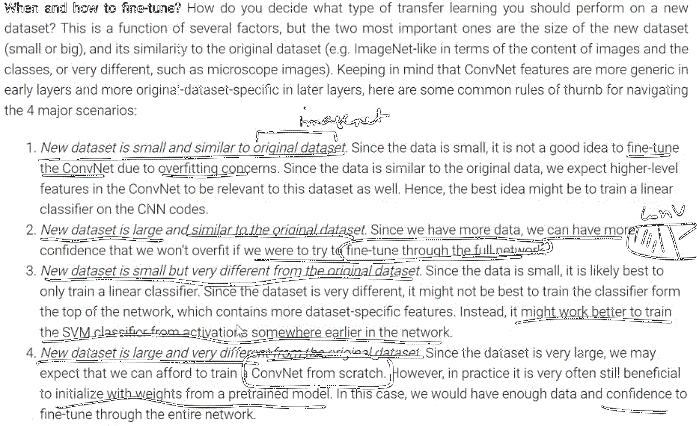 When and how to fine-tune? How do you decide what type of transfer learning you should perform on a new
dataset? This is a function of several factors, but the two most important ones are the size of the new dataset
(small or big), and its similarity to the original dataset (e.g. ImageNet-like in terms of the content of images and the
classes, or very different, such as microscope images). Keeping in mind that ConvNet features are more generic in
early layers and more original-dataset-specific in later layers, here are some common rules of thumb for navigating
the 4 major scenarios:
imagenet
1. New dataset is small and similar to original dataset. Since the data is small, it is not a good idea to fine-tune
the ConvNet due to overfitting concerns. Since the data is similar to the original data, we expect higher-level
features in the ConvNet to be relevant to this dataset as well. Hence, the best idea might be to train a linear
classifier on the CNN codes.
conv
2. New dataset is large and similar to the original dataset. Since we have more data, we can have more
confidence that we won't overfit if we were to try to fine-tune through the full network.
3. New dataset is small but very different from the original dataset. Since the data is small, it is likely best to
only train a linear classifier. Since the dataset is very different, it might not be best to train the classifier form
the top of the network, which contains more dataset-specific features. Instead, it might work better to train
the SVM classifier from activations somewhere earlier in the network.
4. New dataset is large and very different from the original dataset. Since the dataset is very large, we may
expect that we can afford to train a ConvNet from scratch. However, in practice it is very often still beneficial
to initialize with weights from a pretrained model. In this case, we would have enough data and confidence to
fine-tune through the entire network.